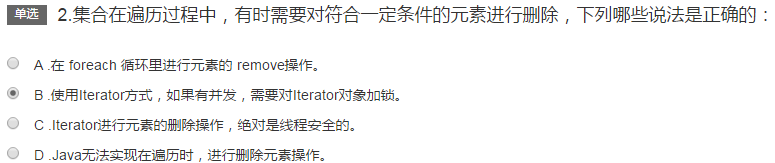 单选 2.集合在遍历过程中，有时需要对符合一定条件的元素进行删除，下列哪些说法是正确的：
A .在 foreach 循环里进行元素的 remove操作。
B .使用Iterator方式，如果有并发，需要对Iterator对象加锁。
C .Iterator进行元素的删除操作，绝对是线程安全的。
D .Java无法实现在遍历时，进行删除元素操作。